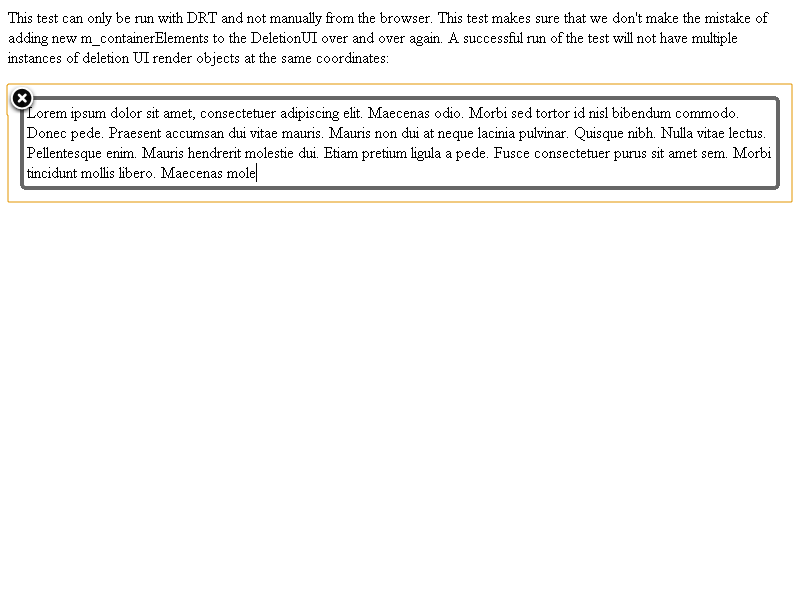 This test can only be run with DRT and not manually from the browser. This test makes sure that we don't make the mistake of
adding new m_containerElements to the DeletionUI over and over again. A successful run of the test will not have multiple
instances of deletion UI render objects at the same coordinates:
Lorem ipsum dolor sit amet, consectetuer adipiscing elit. Maecenas odio. Morbi sed tortor id nisl bibendum commodo.
Donec pede. Praesent accumsan dui vitae mauris. Mauris non dui at neque lacinia pulvinar. Quisque nibh. Nulla vitae lectus.
Pellentesque enim. Mauris hendrerit molestie dui. Etiam pretium ligula a pede. Fusce consectetuer purus sit amet sem. Morbi
tincidunt mollis libero. Maecenas mole